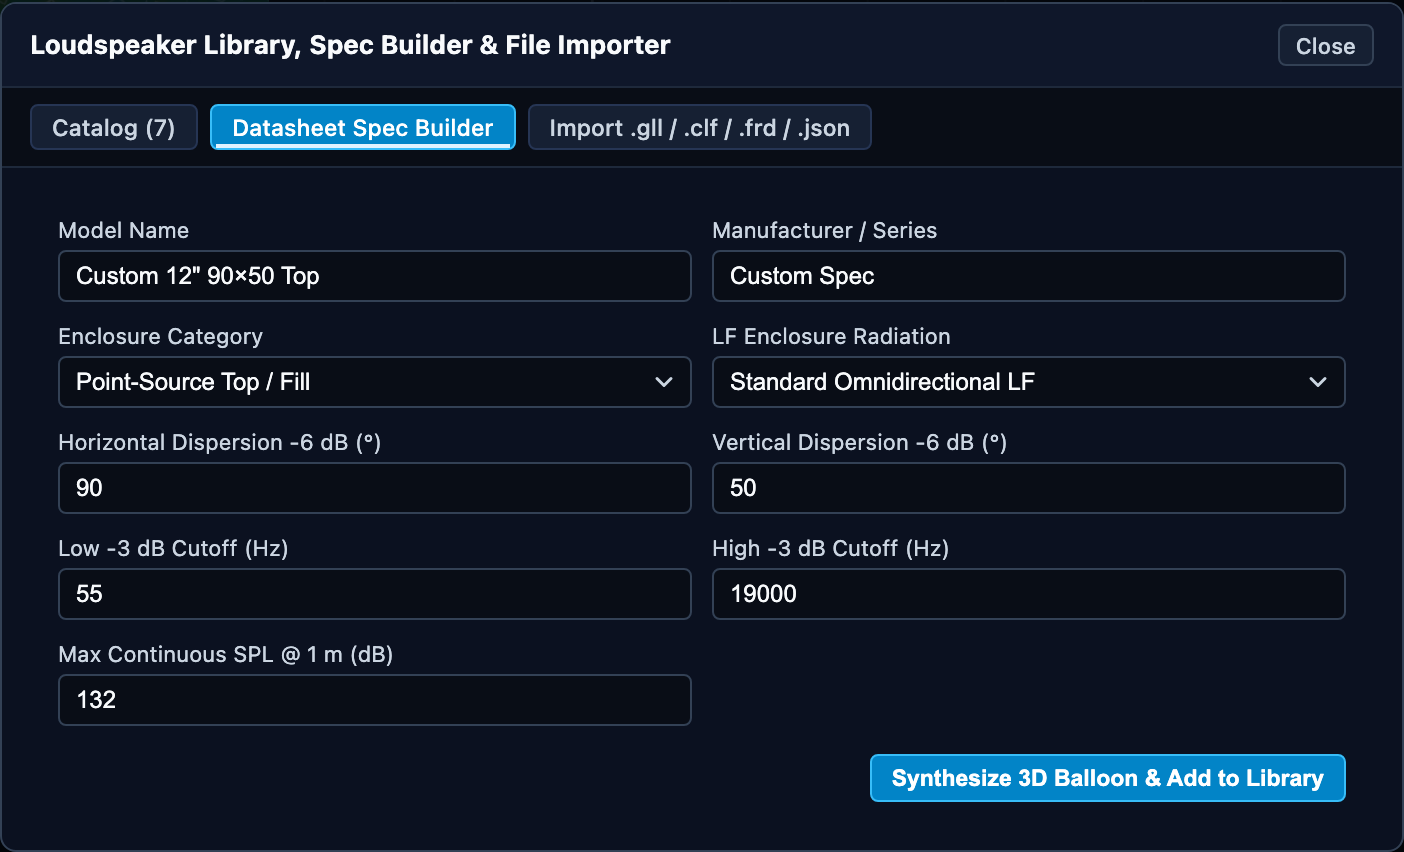 Loudspeaker Library, Spec Builder & File Importer
Close
Catalog (7)
Datasheet Spec Builder
Import .gll / .clf / .frd / .json
Model Name
Manufacturer / Series
Custom 12" 90×50 Top
Custom Spec
Enclosure Category
LF Enclosure Radiation
Point-Source Top / Fill
Standard Omnidirectional LF
Horizontal Dispersion -6 dB (°)
Vertical Dispersion -6 dB (°)
90
50
Low -3 dB Cutoff (Hz)
High -3 dB Cutoff (Hz)
55
19000
Max Continuous SPL @ 1 m (dB)
132
Synthesize 3D Balloon & Add to Library